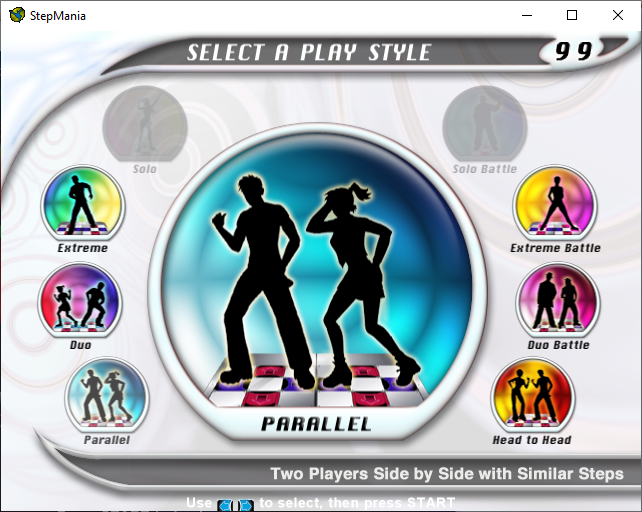 StepMania
SELECT A PLAY STYLE
99
Solo
Solo Battle
Extreme
Extreme Battle
Duo
Duo Battle
Parallel
PARALLEL
Head to Head
Two Players Side by Side with Similar Steps
Use to select, then press START